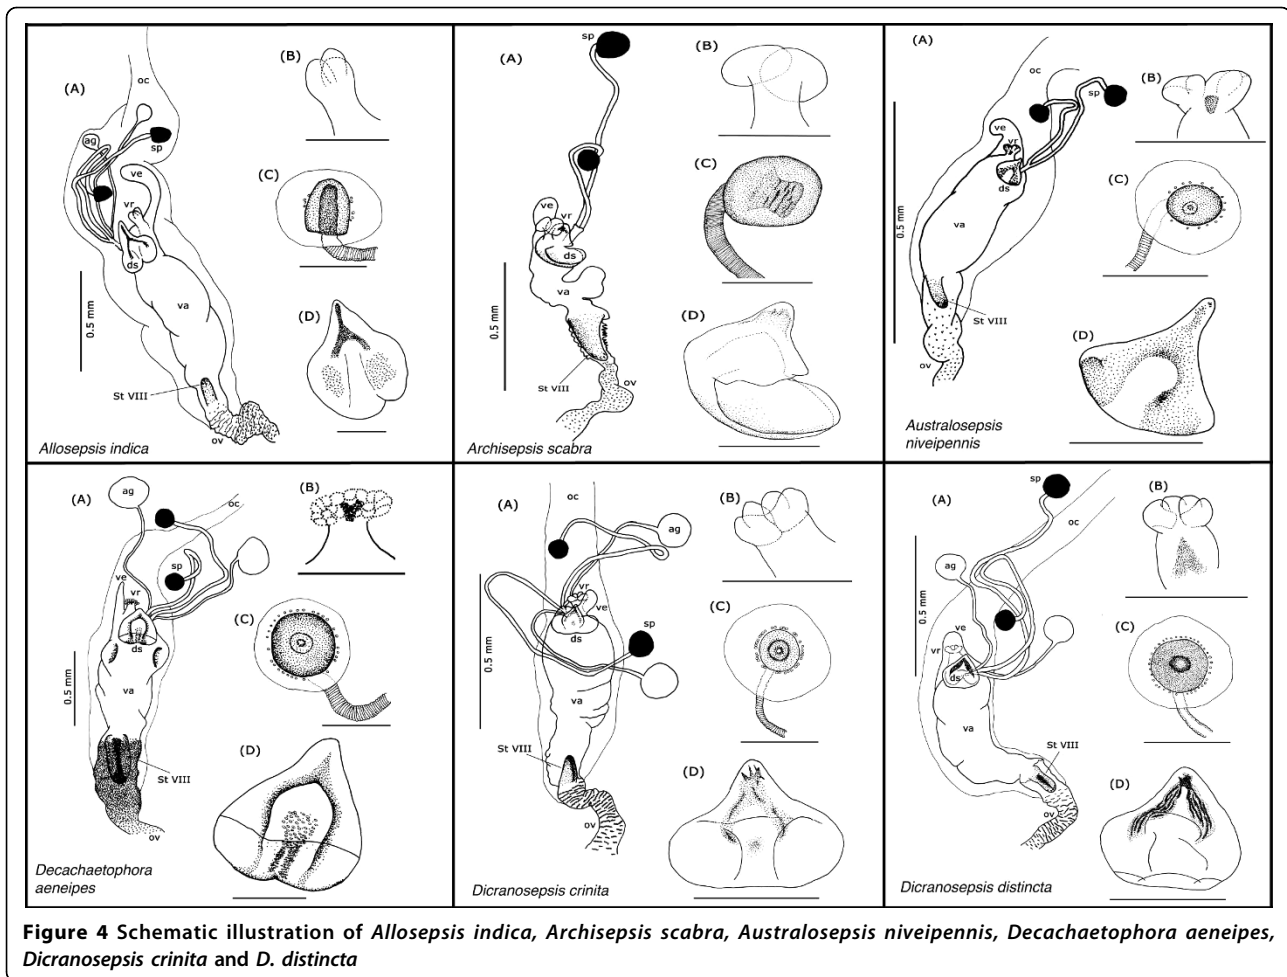 (A)
(B)
oc
ag
sp
ve
(C)
vr
ds
va
0.5 mm
(D)
St VIII
ov
Allosepsis indica
sp
(A)
(B)
(C)
ve
vr
ds
va
0.5 mm
(D)
St VIII
ov
Archisepsis scabra
(A)
oc
(B)
sp
ve
vr
ds
(C)
va
0.5 mm
St VIII
(D)
ov
Australosepsis
niveipennis
(A)
ag
(B)
oc
sp
ve
vr
(C)
ds
va
0.5 mm
(D)
St VIII
ov
Decachaetophora
aeneipes
(A)
oc
(B)
ag
(C)
vr
ve
ds
sp
0.5 mm
va
St VIII
(D)
ov
Dicranosepsis crinita
sp
(A)
(B)
oc
ag
ve
(C)
vr
ds
0.5 mm
va
St VIII
(D)
ov
Dicranosepsis distincta
Figure 4 Schematic illustration of Allosepsis indica, Archisepsis scabra, Australosepsis niveipennis, Decachaetophora aeneipes,
Dicranosepsis crinita and D. distincta